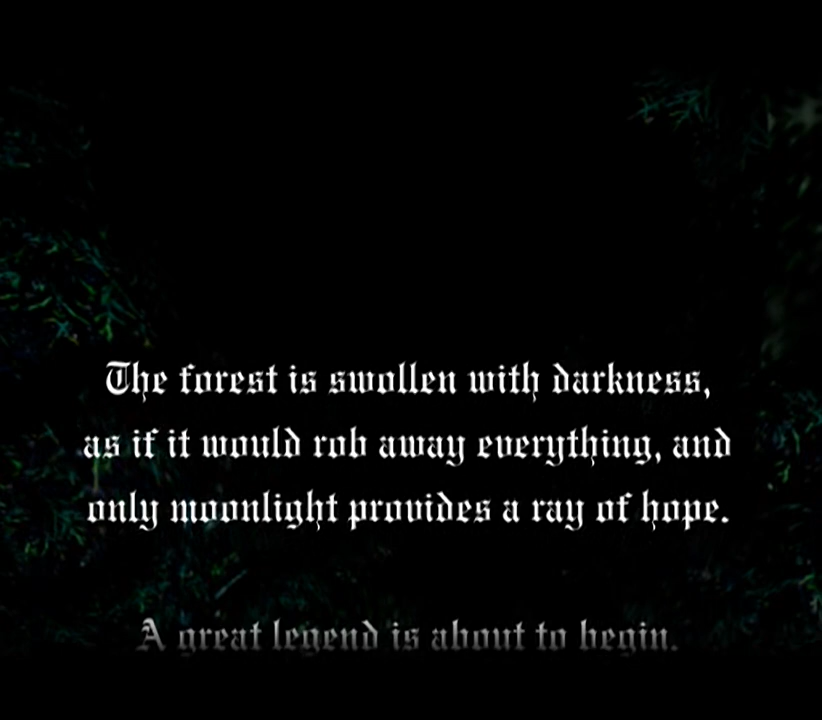 The forest is swollen with darkness,
as if it would rob away everything, and
only moonlight provides a ray of hope.
A great legend is about to begin.